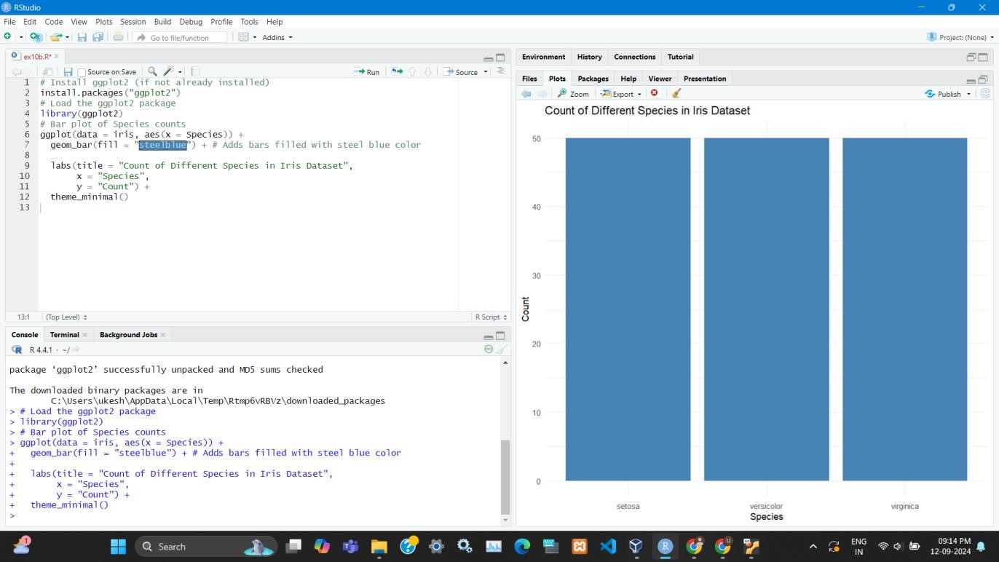 RStudio
File Edit Code View Plots Session Build Debug Profile Tools Help
Go to file/function Addins Project: (None)
ex10b.R*
Source on Save Run Source
1 # Install ggplot2 (if not already installed)
2 install.packages("ggplot2")
3 # Load the ggplot2 package
4 library(ggplot2)
5 # Bar plot of Species counts
6 ggplot(data = iris, aes(x = Species)) +
7 geom_bar(fill = "steelblue") + # Adds bars filled with steel blue color
8
9 labs(title = "Count of Different Species in Iris Dataset",
10 x = "Species",
11 y = "Count") +
12 theme_minimal()
13
13:1 (Top Level) R Script
Console Terminal Background Jobs
R 4.4.1 · ~/
package ‘ggplot2’ successfully unpacked and MD5 sums checked
The downloaded binary packages are in
C:\Users\ukesh\AppData\Local\Temp\Rtmp6vRBVz\downloaded_packages
> # Load the ggplot2 package
> library(ggplot2)
> # Bar plot of Species counts
> ggplot(data = iris, aes(x = Species)) +
+ geom_bar(fill = "steelblue") + # Adds bars filled with steel blue color
+
+ labs(title = "Count of Different Species in Iris Dataset",
+ x = "Species",
+ y = "Count") +
+ theme_minimal()
>
Environment History Connections Tutorial
Files Plots Packages Help Viewer Presentation
Zoom Export Publish
Count of Different Species in Iris Dataset
50
40
30
Count
20
10
0
setosa versicolor virginica
Species
1 Search ENG 09:14 PM
IN 12-09-2024